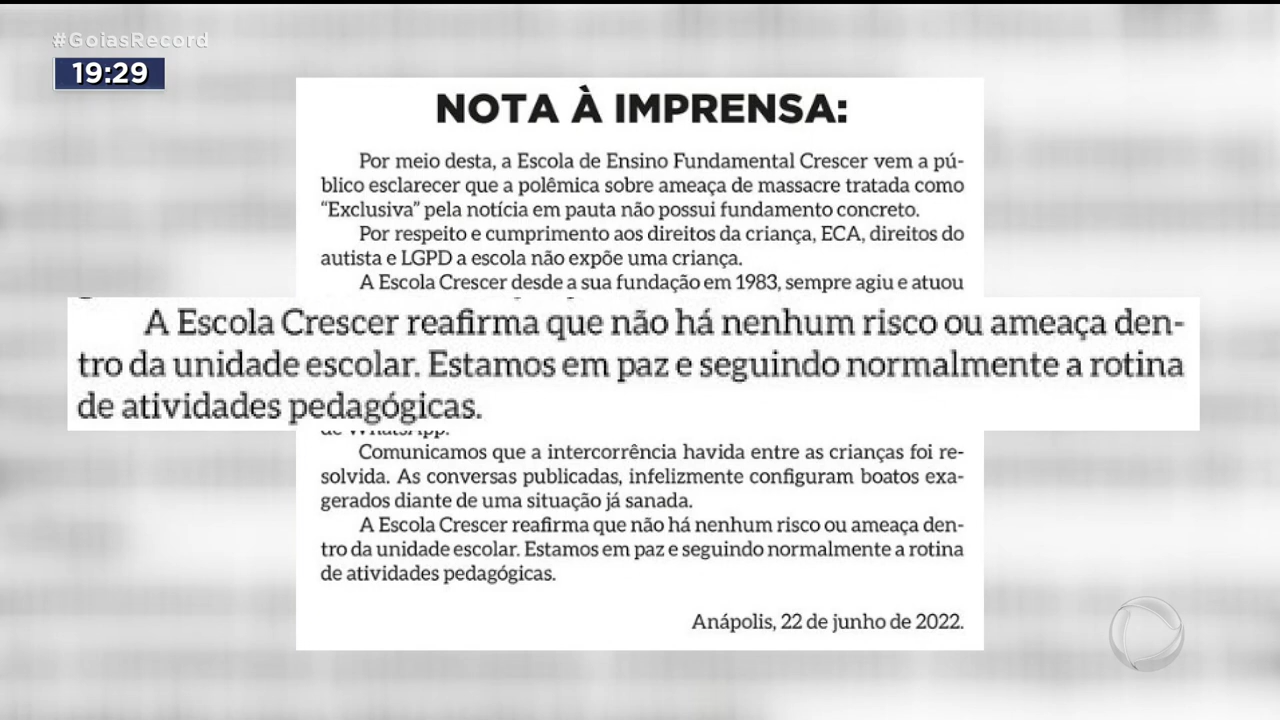 #GoiasRecord
19:29
NOTA À IMPRENSA:
Por meio desta, a Escola de Ensino Fundamental Crescer vem a pú-
blico esclarecer que a polêmica sobre ameaça de massacre tratada como
“Exclusiva” pela notícia em pauta não possui fundamento concreto.
Por respeito e cumprimento aos direitos da criança, ECA, direitos do
autista e LGPD a escola não expõe uma criança.
A Escola Crescer desde a sua fundação em 1983, sempre agiu e atuou
A Escola Crescer reafirma que não há nenhum risco ou ameaça den-
tro da unidade escolar. Estamos em paz e seguindo normalmente a rotina
de atividades pedagógicas.
de WhatsApp.
Comunicamos que a intercorrência havida entre as crianças foi re-
solvida. As conversas publicadas, infelizmente configuram boatos exa-
gerados diante de uma situação já sanada.
A Escola Crescer reafirma que não há nenhum risco ou ameaça den-
tro da unidade escolar. Estamos em paz e seguindo normalmente a rotina
de atividades pedagógicas.
Anápolis, 22 de junho de 2022.